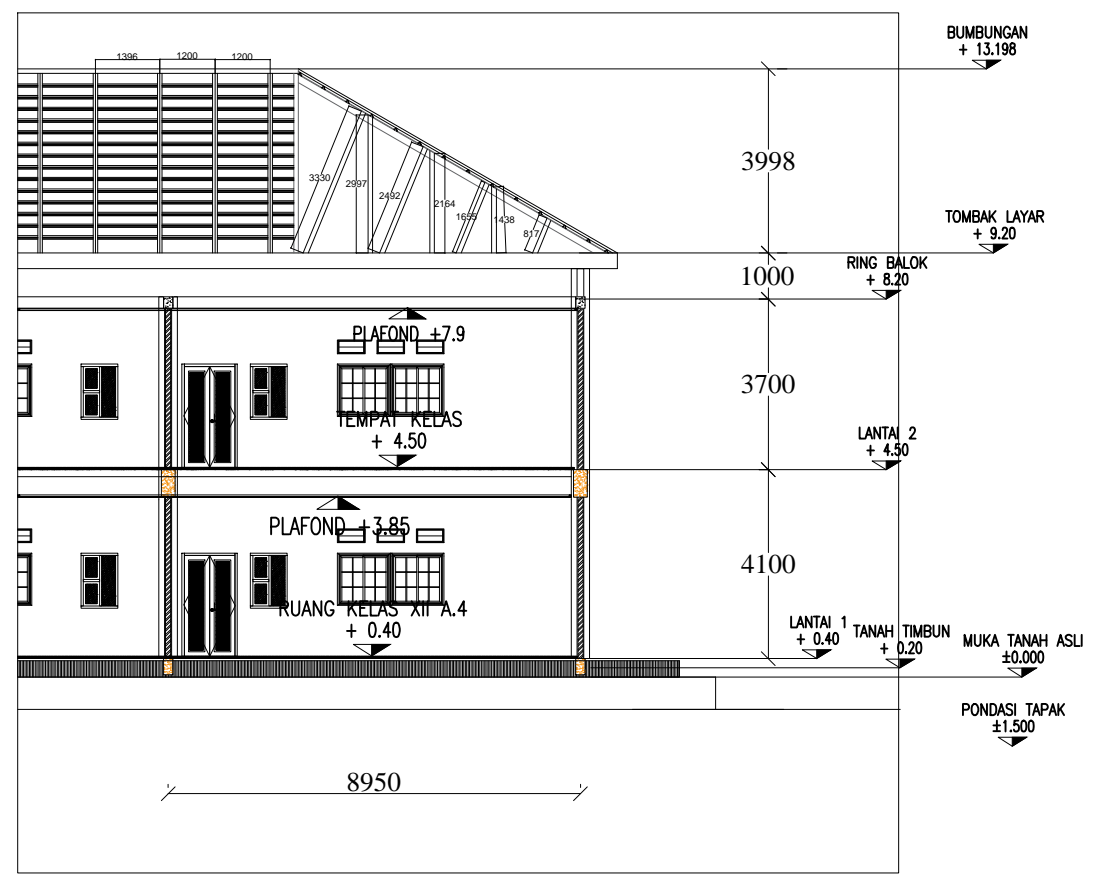 BUMBUNGAN
+ 13.198
1396
1200
1200
3998
3330
2997
2492
2164
1655
1438
817
TOMBAK LAYAR
+ 9.20
1000
RING BALOK
+ 8.20
PLAFOND +7.9
3700
TEMPAT KELAS
+ 4.50
LANTAI 2
+ 4.50
PLAFOND +3.85
4100
RUANG KELAS XII A.4
+ 0.40
LANTAI 1
+ 0.40
TANAH TIMBUN
+ 0.20
MUKA TANAH ASLI
±0.000
PONDASI TAPAK
±1.500
8950